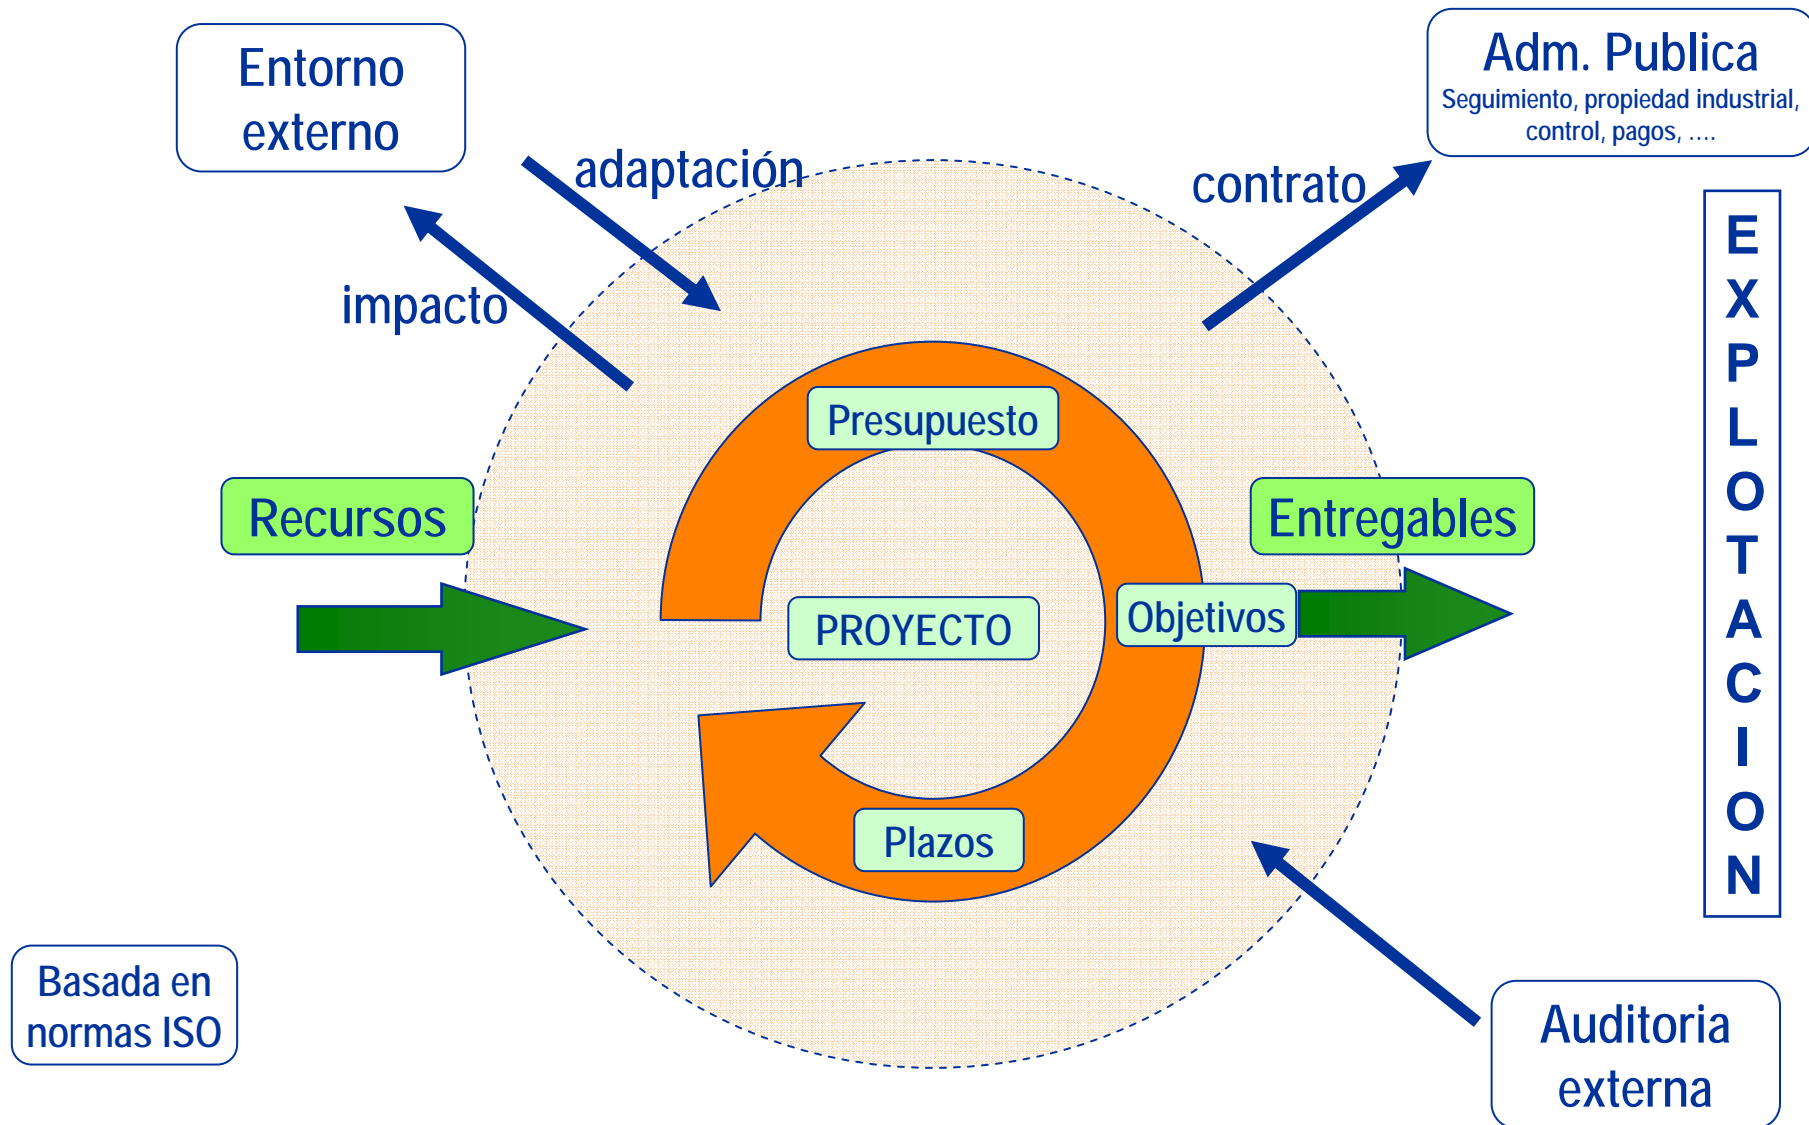 Entorno
externo
Adm. Publica
Seguimiento, propiedad industrial,
control, pagos, ....
adaptación
contrato
impacto
Presupuesto
Recursos
Entregables
PROYECTO
Objetivos
Plazos
EXPLOTACION
Basada en
normas ISO
Auditoria
externa